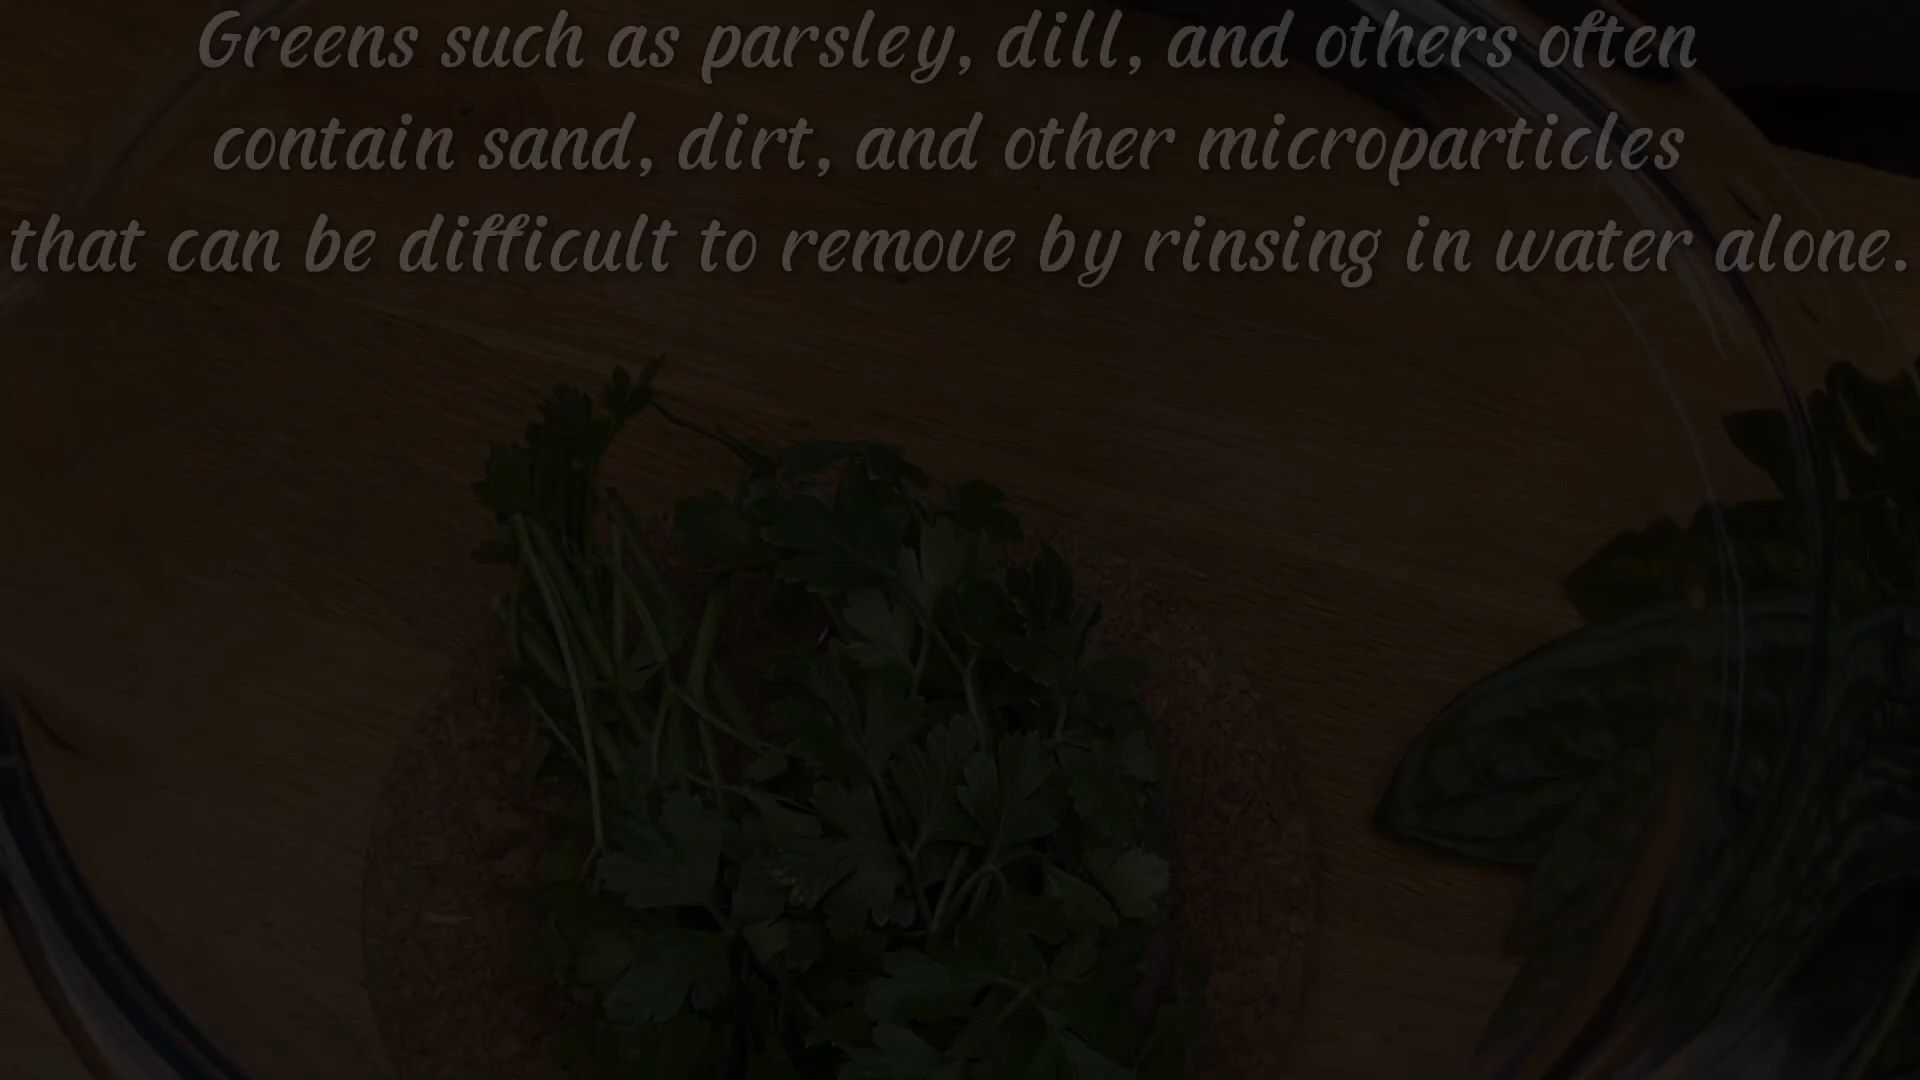 Greens such as parsley, dill, and others often
contain sand, dirt, and other microparticles
that can be difficult to remove by rinsing in water alone.